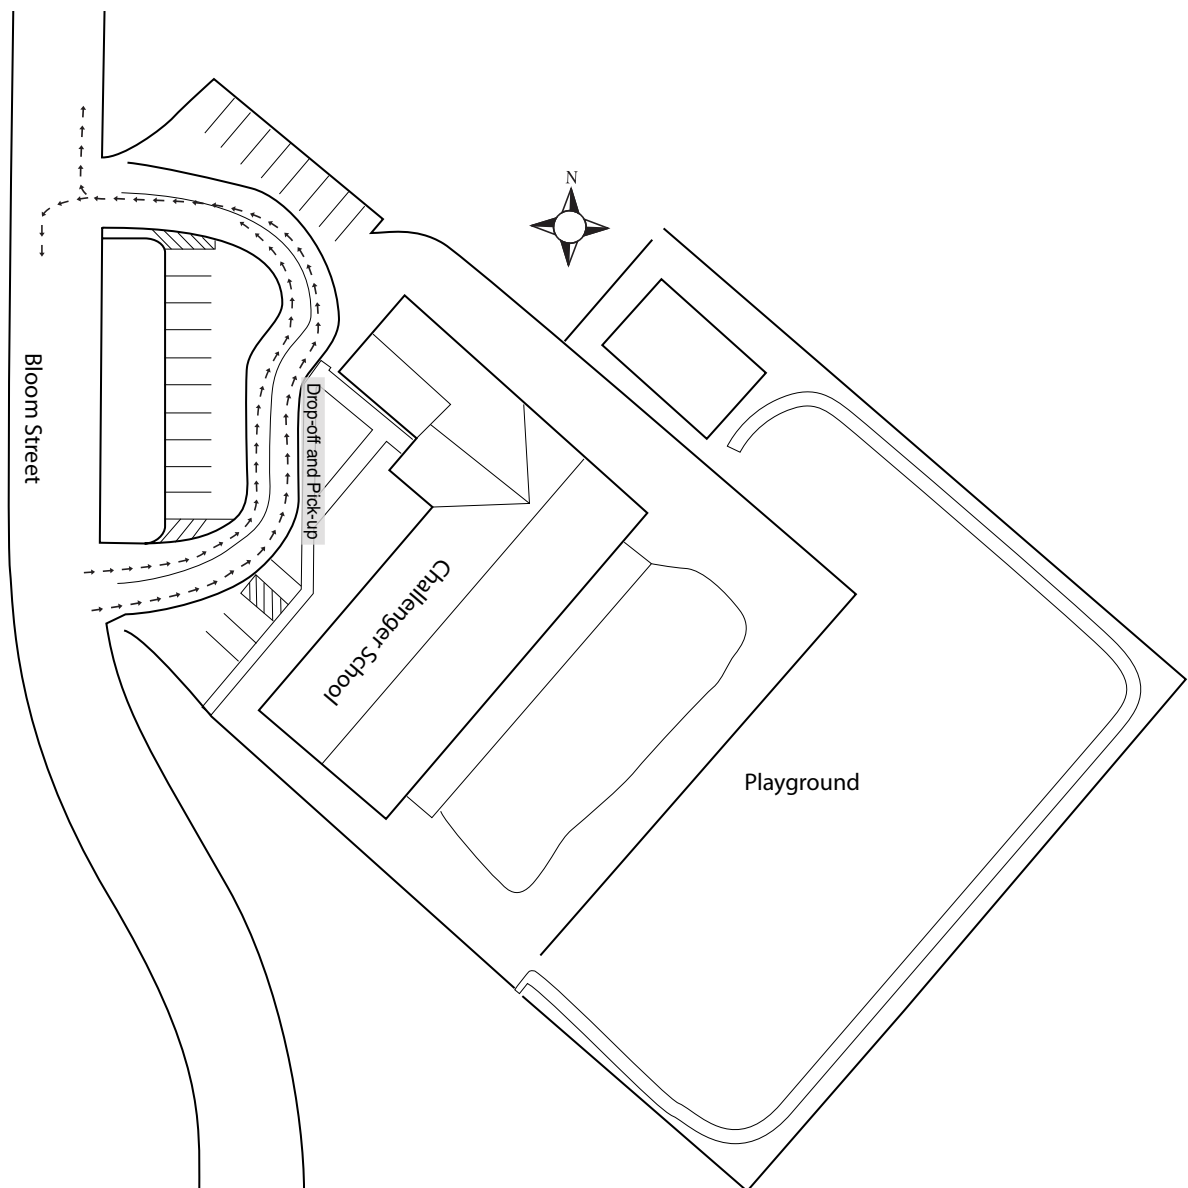 N
Bloom Street
Drop-off and Pick-up
Challenger School
Playground